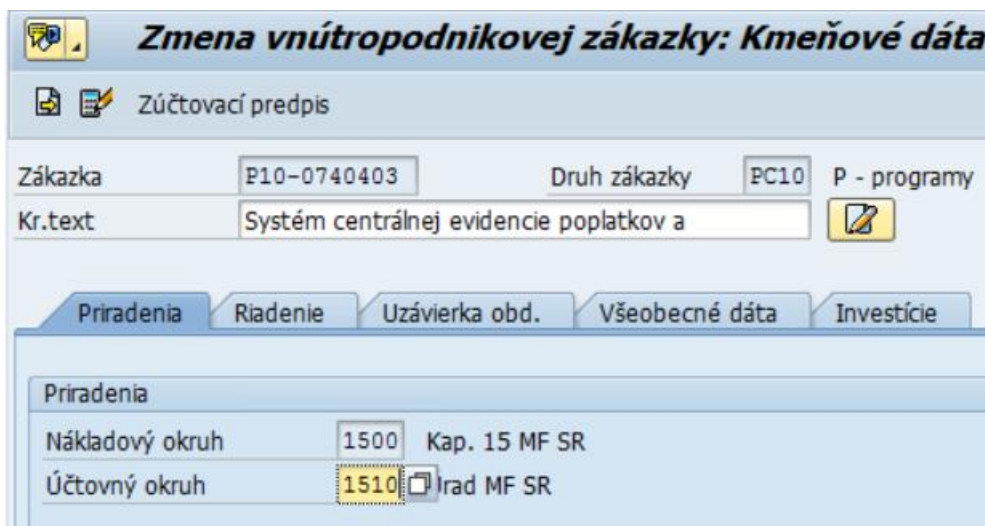 Zmena vnútropodnikovej zákazky: Kmeňové dáta
Zúčtovací predpis
Zákazka P10-0740403 Druh zákazky PC10 P - programy
Kr.text Systém centrálnej evidencie poplatkov a
Priradenia Riadenie Uzávierka obd. Všeobecné dáta Investície
Priradenia
Nákladový okruh 1500 Kap. 15 MF SR
Účtovný okruh 1510 MF SR